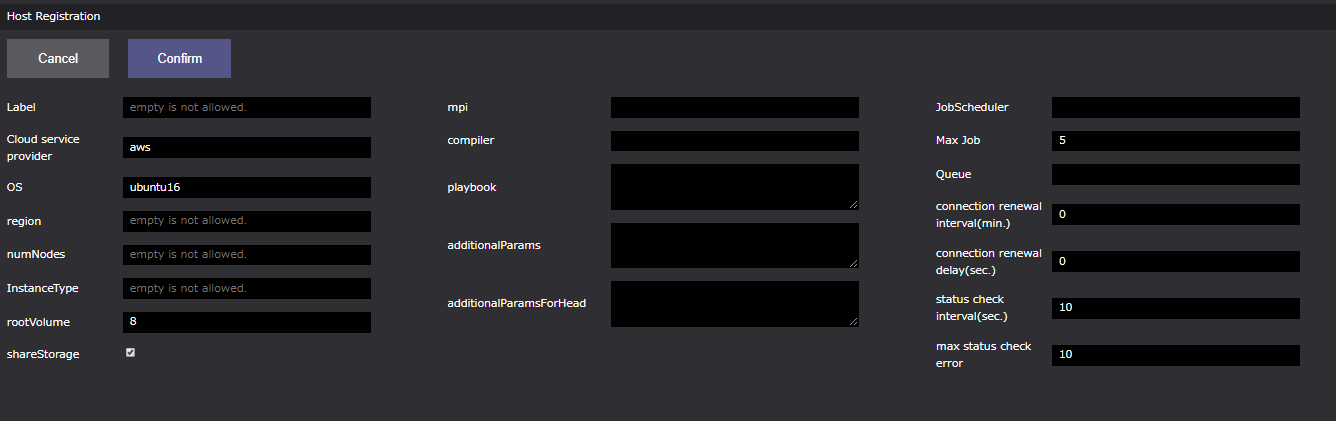 Host Registration
Cancel
Confirm
Label
empty is not allowed.
Cloud service
provider
aws
OS
ubuntu16
region
empty is not allowed.
numNodes
empty is not allowed.
InstanceType
empty is not allowed.
rootVolume
8
shareStorage
mpi
compiler
playbook
additionalParams
additionalParamsForHead
JobScheduler
Max Job
5
Queue
connection renewal
interval(min.)
0
connection renewal
delay(sec.)
0
status check
interval(sec.)
10
max status check
error
10